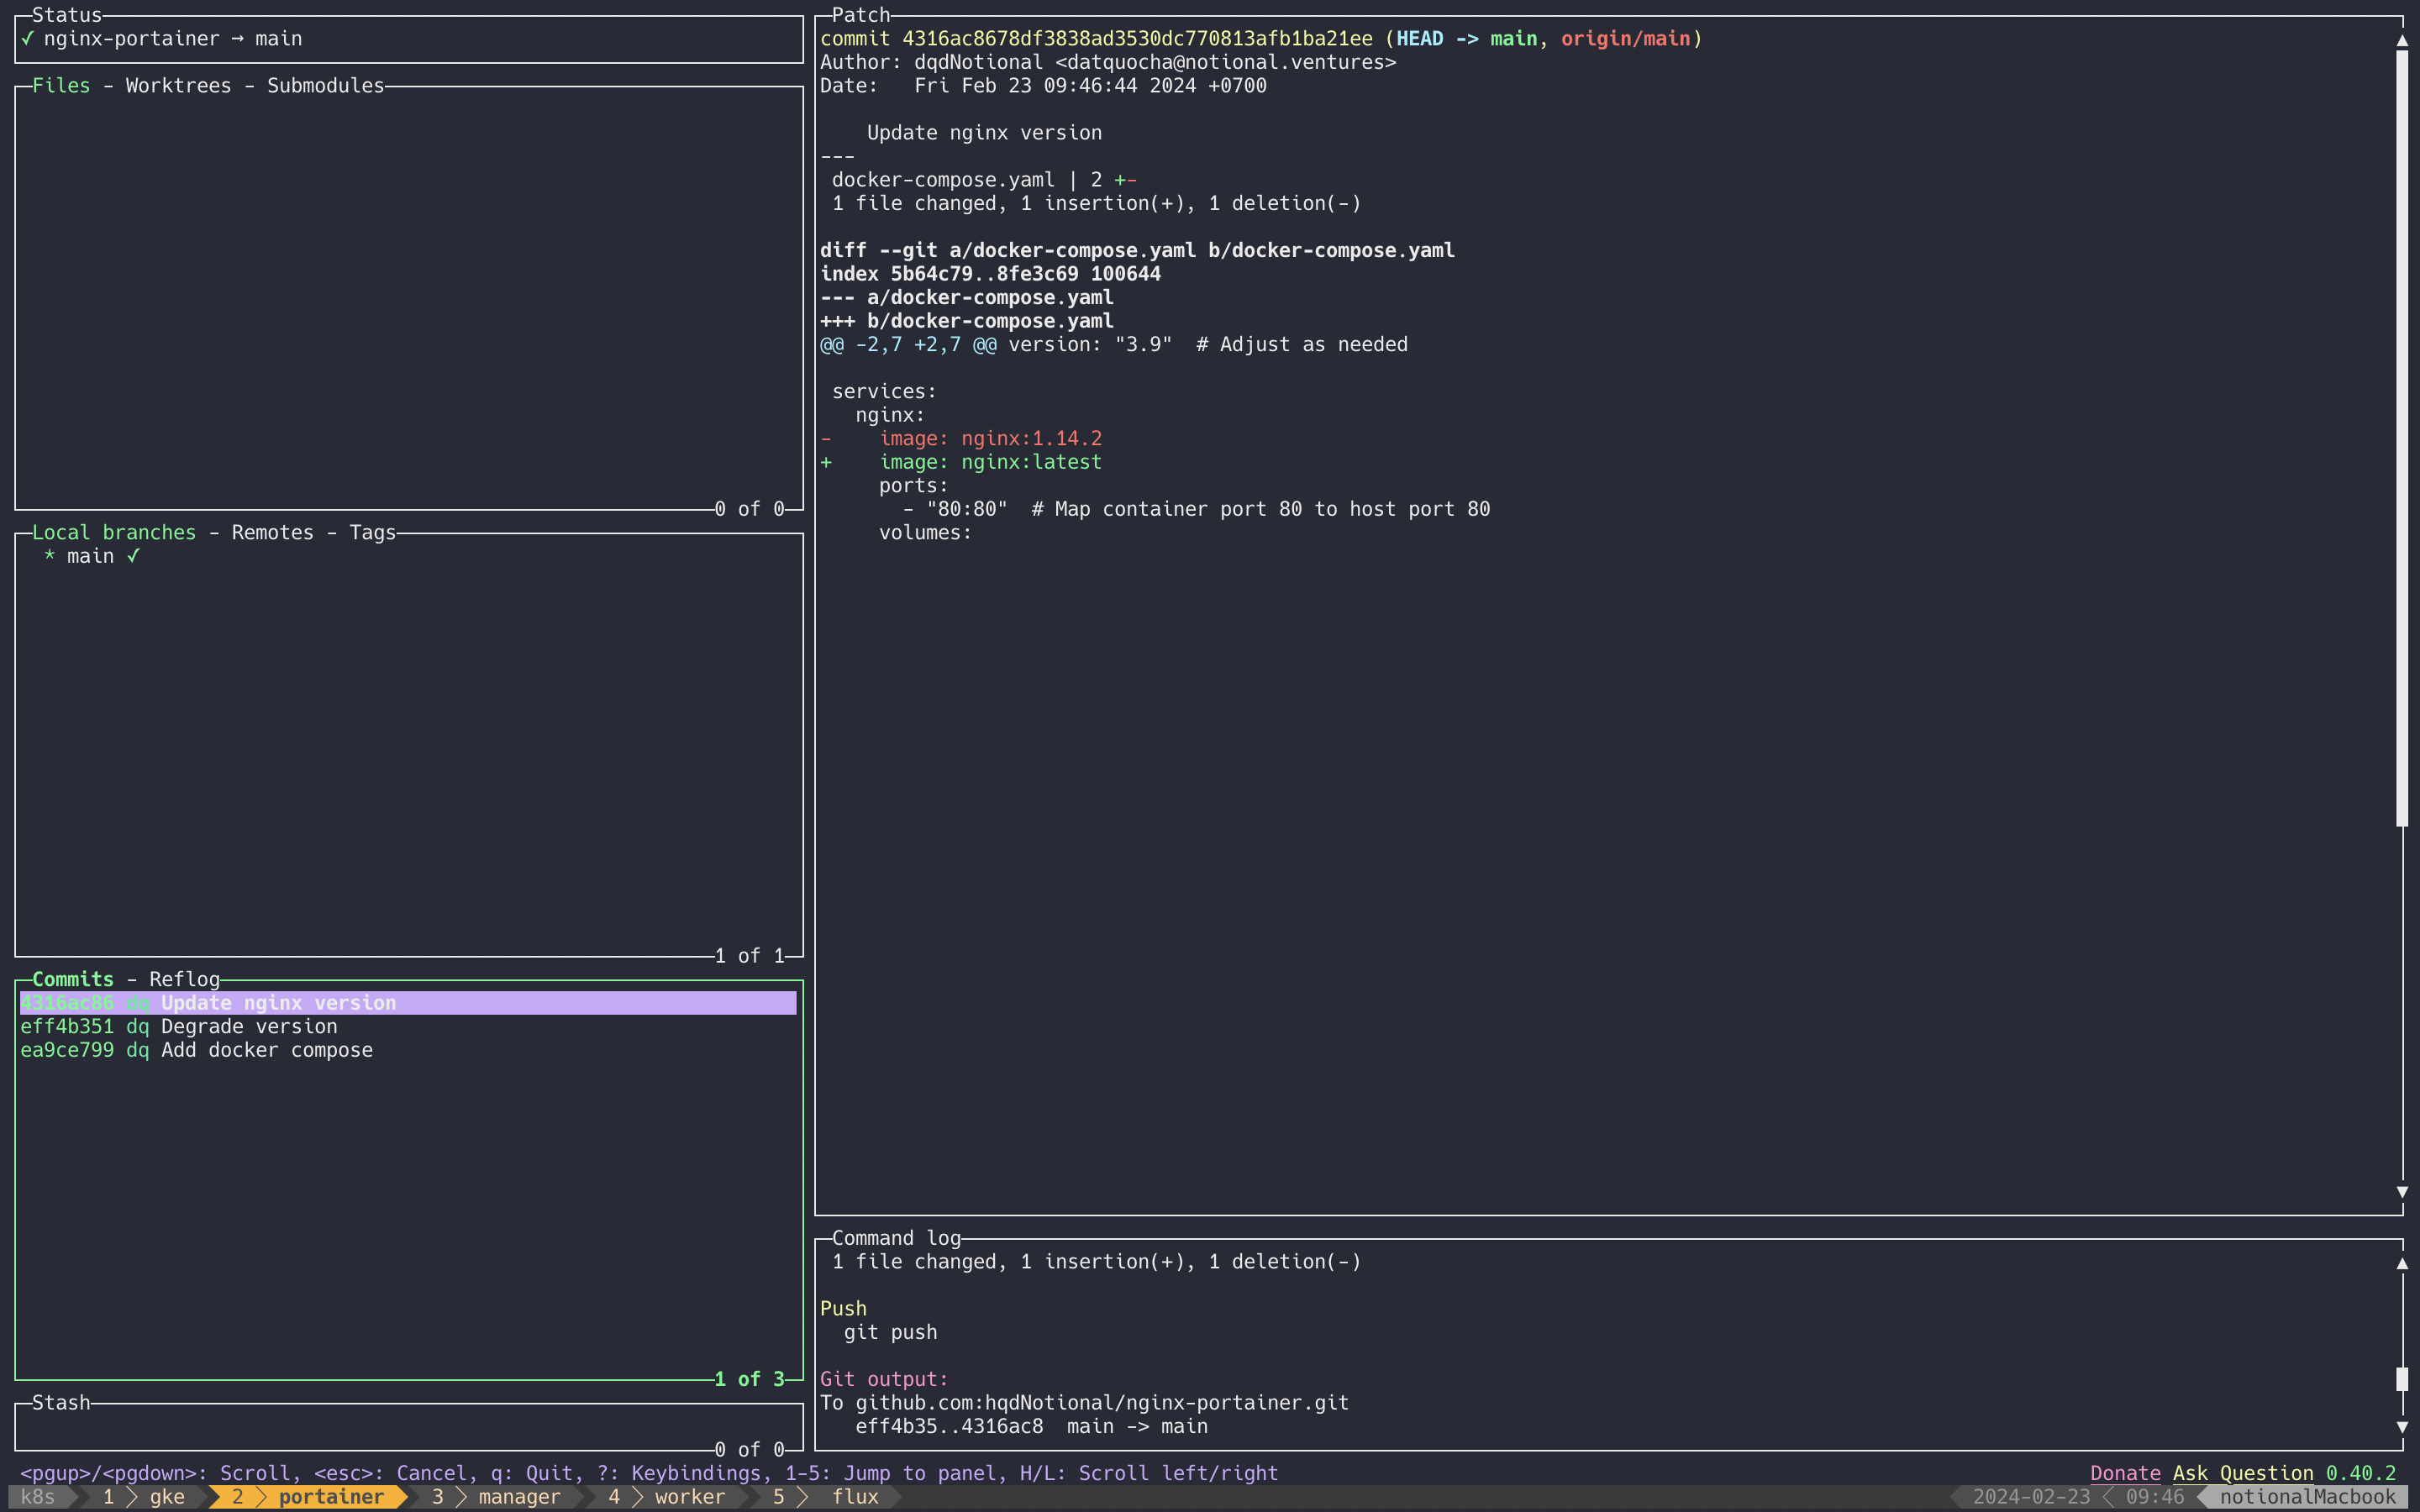 Status
✓ nginx-portainer → main
Files - Worktrees - Submodules
0 of 0
Local branches - Remotes - Tags
* main ✓
1 of 1
Commits - Reflog
4316ac86 dq Update nginx version
eff4b351 dq Degrade version
ea9ce799 dq Add docker compose
1 of 3
Stash
0 of 0
Patch
commit 4316ac8678df3838ad3530dc770813afb1ba21ee (HEAD -> main, origin/main)
Author: dqdNotional <datquocha@notional.ventures>
Date:   Fri Feb 23 09:46:44 2024 +0700
    Update nginx version
---
 docker-compose.yaml | 2 +-
 1 file changed, 1 insertion(+), 1 deletion(-)
diff --git a/docker-compose.yaml b/docker-compose.yaml
index 5b64c79..8fe3c69 100644
--- a/docker-compose.yaml
+++ b/docker-compose.yaml
@@ -2,7 +2,7 @@ version: "3.9"  # Adjust as needed
 services:
   nginx:
-    image: nginx:1.14.2
+    image: nginx:latest
     ports:
       - "80:80"  # Map container port 80 to host port 80
     volumes:
Command log
 1 file changed, 1 insertion(+), 1 deletion(-)
Push
  git push
Git output:
To github.com:hqdNotional/nginx-portainer.git
   eff4b35..4316ac8  main -> main
<pgup>/<pgdown>: Scroll, <esc>: Cancel, q: Quit, ?: Keybindings, 1-5: Jump to panel, H/L: Scroll left/right
Donate Ask Question 0.40.2
k8s 1 gke 2 portainer 3 manager 4 worker 5 flux
2024-02-23 09:46 notionalMacbook